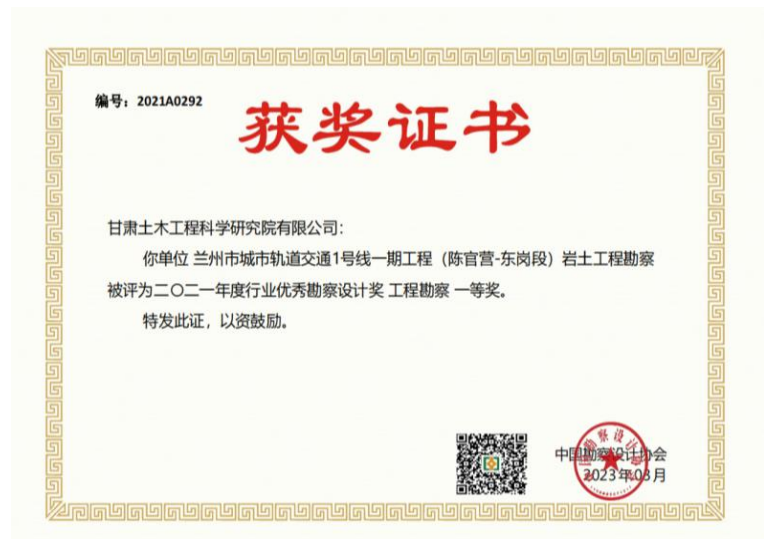 编号：2021A0292
获奖证书
甘肃土木工程科学研究院有限公司：
你单位 兰州市城市轨道交通1号线一期工程（陈官营-东岗段）岩土工程勘察
被评为二〇二一年度行业优秀勘察设计奖 工程勘察 一等奖。
特发此证，以资鼓励。
中国勘察设计协会
2023年03月